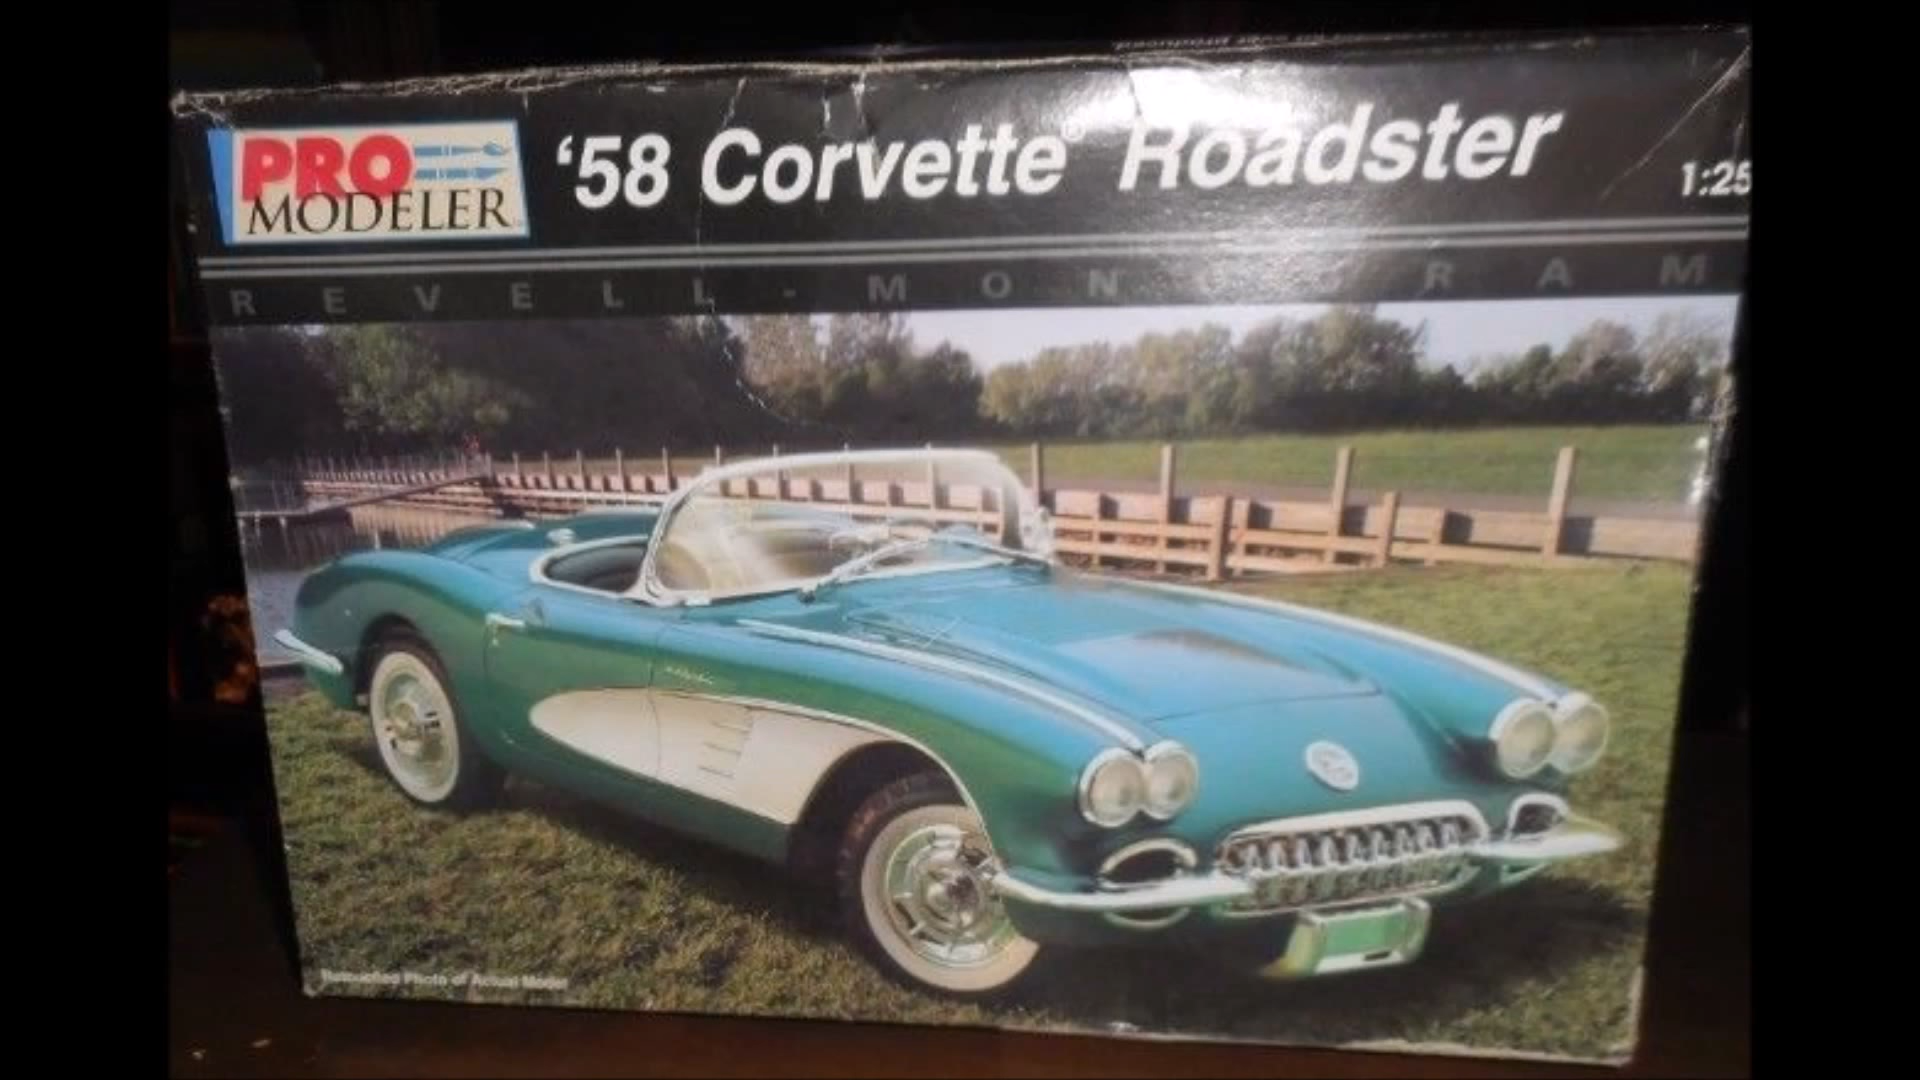 PRO
MODELER
'58 Corvette® Roadster
1:25
REVELL-MONOGRAM
Retouched Photo of Actual Model